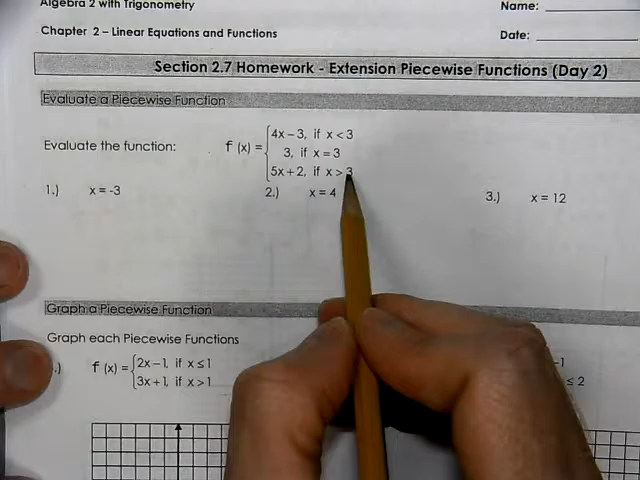 Algebra 2 with Trigonometry
Name:
Chapter 2 – Linear Equations and Functions
Date:
Section 2.7 Homework - Extension Piecewise Functions (Day 2)
Evaluate a Piecewise Function
Evaluate the function:
f (x) = { 4x – 3, if x < 3
3, if x = 3
5x + 2, if x > 3
1.) x = -3
2.) x = 4
3.) x = 12
Graph a Piecewise Function
Graph each Piecewise Functions
.) f (x) = { 2x – 1, if x ≤ 1
3x + 1, if x > 1
–1
≤ 2